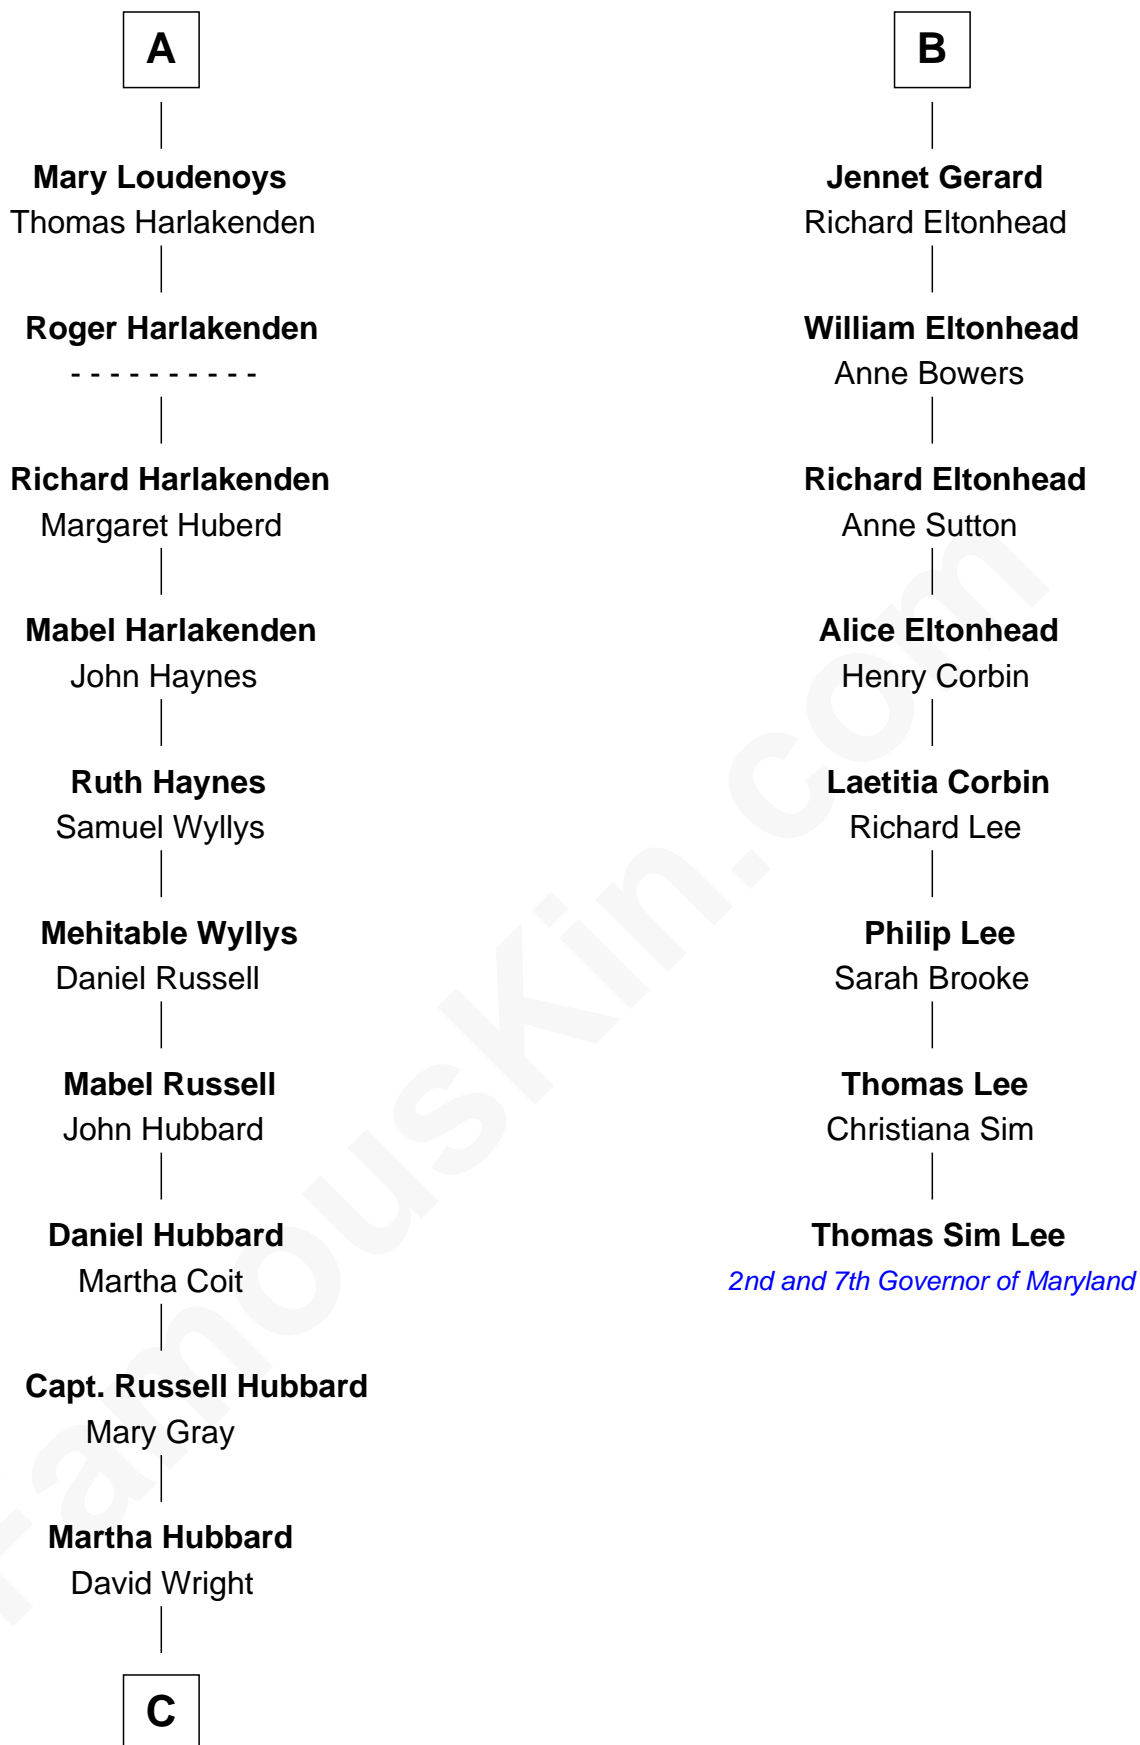 A
Mary Loudenoys
Thomas Harlakenden
Roger Harlakenden
- - - - - - - - - -
Richard Harlakenden
Margaret Huberd
Mabel Harlakenden
John Haynes
Ruth Haynes
Samuel Wyllys
Mehitable Wyllys
Daniel Russell
Mabel Russell
John Hubbard
Daniel Hubbard
Martha Coit
Capt. Russell Hubbard
Mary Gray
Martha Hubbard
David Wright
C
B
Jennet Gerard
Richard Eltonhead
William Eltonhead
Anne Bowers
Richard Eltonhead
Anne Sutton
Alice Eltonhead
Henry Corbin
Laetitia Corbin
Richard Lee
Philip Lee
Sarah Brooke
Thomas Lee
Christiana Sim
Thomas Sim Lee
2nd and 7th Governor of Maryland
FamousKin.com